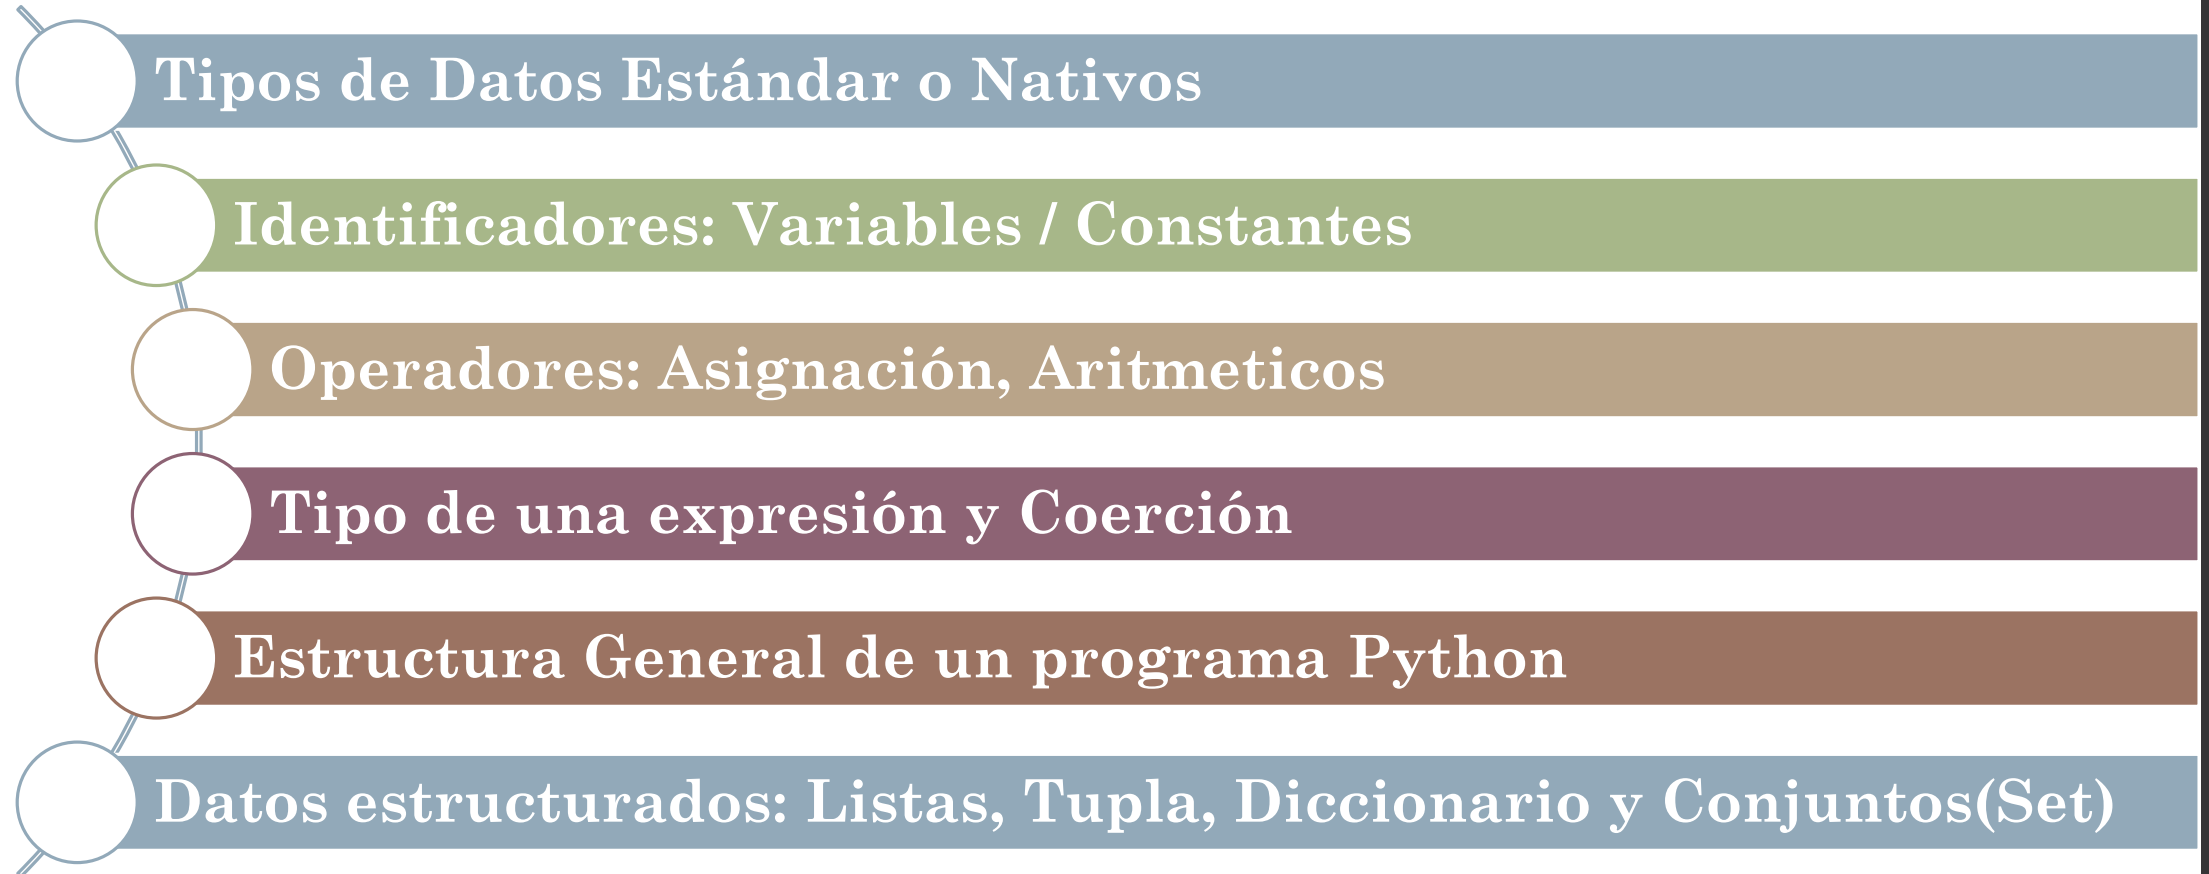 Tipos de Datos Estándar o Nativos
Identificadores: Variables / Constantes
Operadores: Asignación, Aritmeticos
Tipo de una expresión y Coerción
Estructura General de un programa Python
Datos estructurados: Listas, Tupla, Diccionario y Conjuntos(Set)